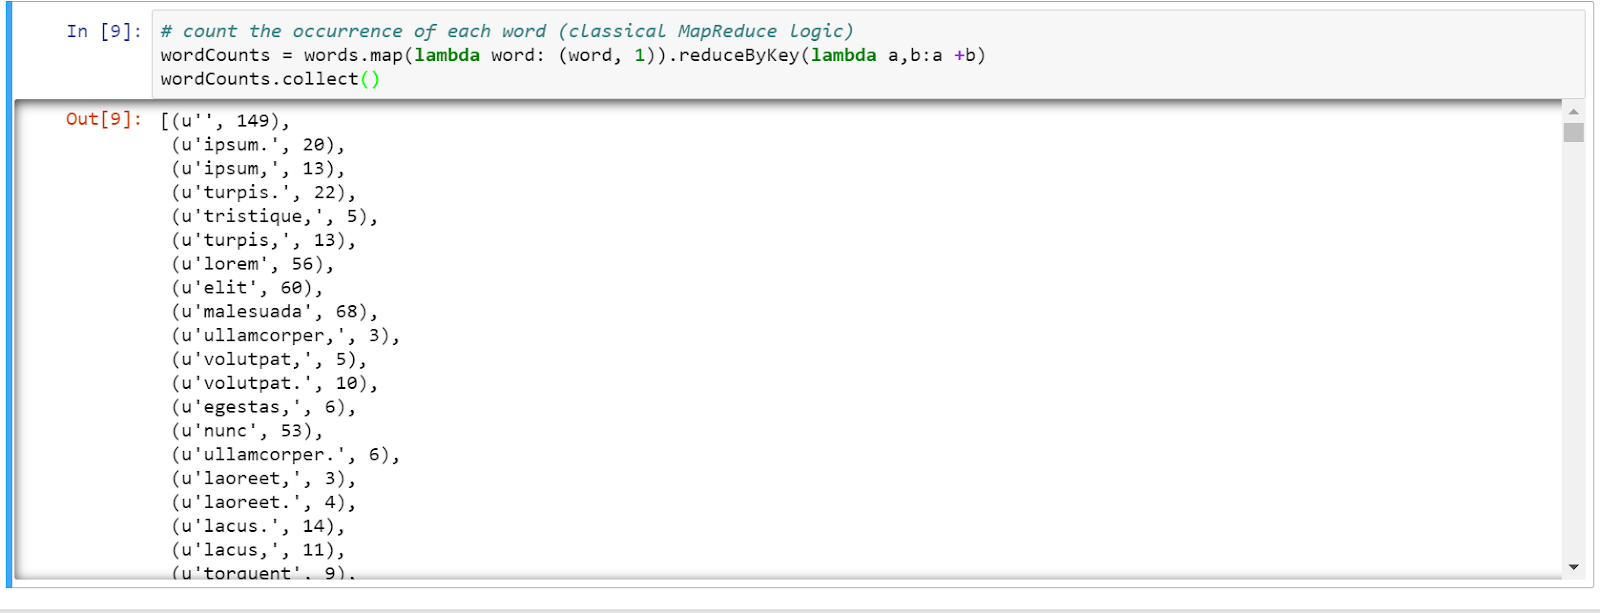 In [9]: # count the occurrence of each word (classical MapReduce logic)
wordCounts = words.map(lambda word: (word, 1)).reduceByKey(lambda a,b:a +b)
wordCounts.collect()
Out[9]: [(u'', 149),
(u'ipsum.', 20),
(u'ipsum,', 13),
(u'turpis.', 22),
(u'tristique,', 5),
(u'turpis,', 13),
(u'lorem', 56),
(u'elit', 60),
(u'malesuada', 68),
(u'ullamcorper,', 3),
(u'volutpat,', 5),
(u'volutpat.', 10),
(u'egestas,', 6),
(u'nunc', 53),
(u'ullamcorper.', 6),
(u'laoreet,', 3),
(u'laoreet.', 4),
(u'lacus.', 14),
(u'lacus,', 11),
(u'torquent', 9),